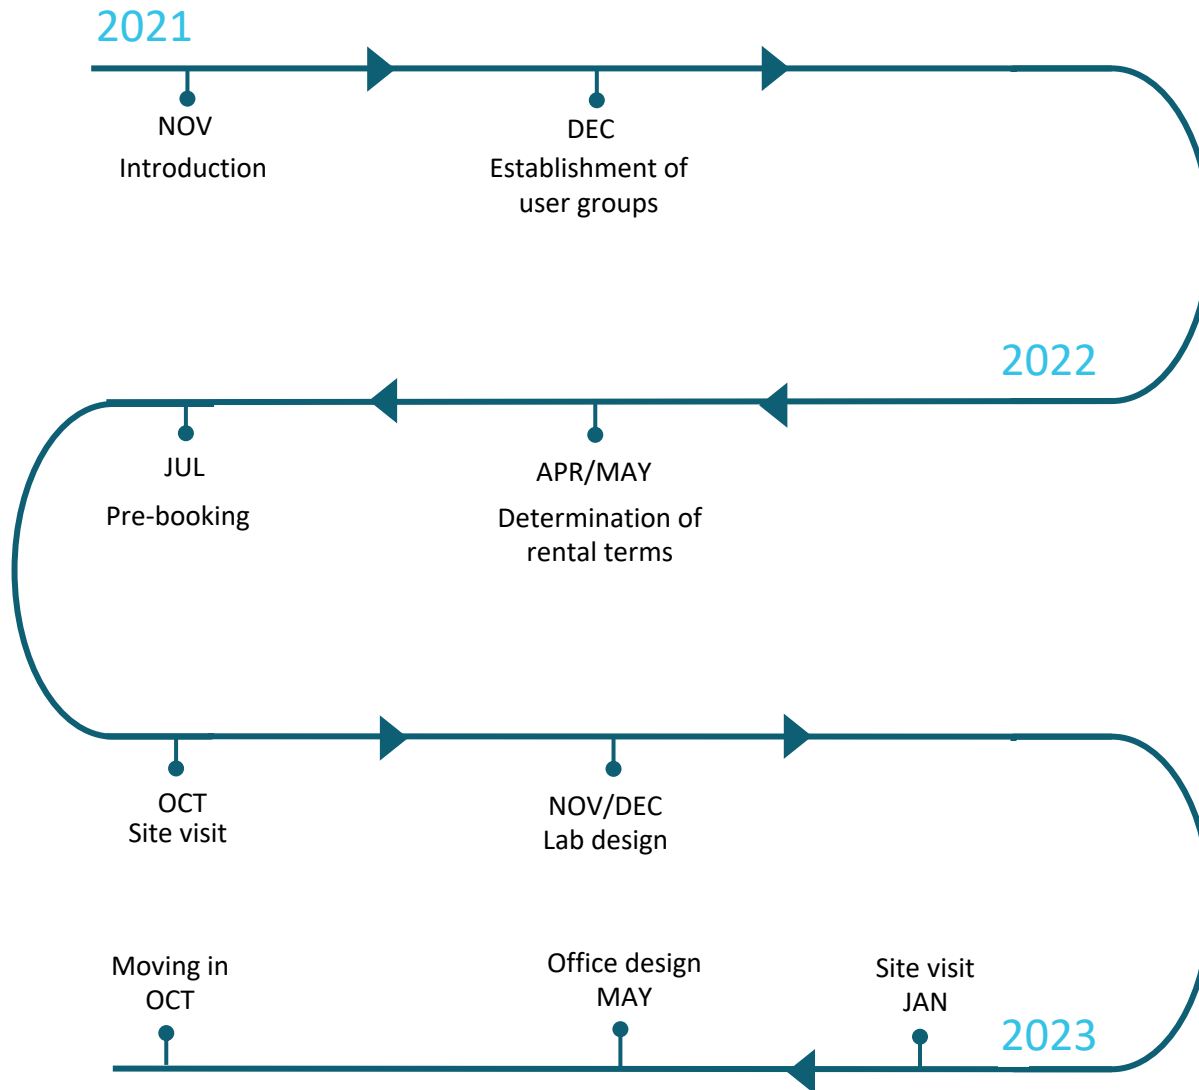 2021
NOV
Introduction
DEC
Establishment of
user groups
2022
APR/MAY
Determination of
rental terms
JUL
Pre-booking
OCT
Site visit
NOV/DEC
Lab design
2023
Site visit
JAN
Office design
MAY
Moving in
OCT